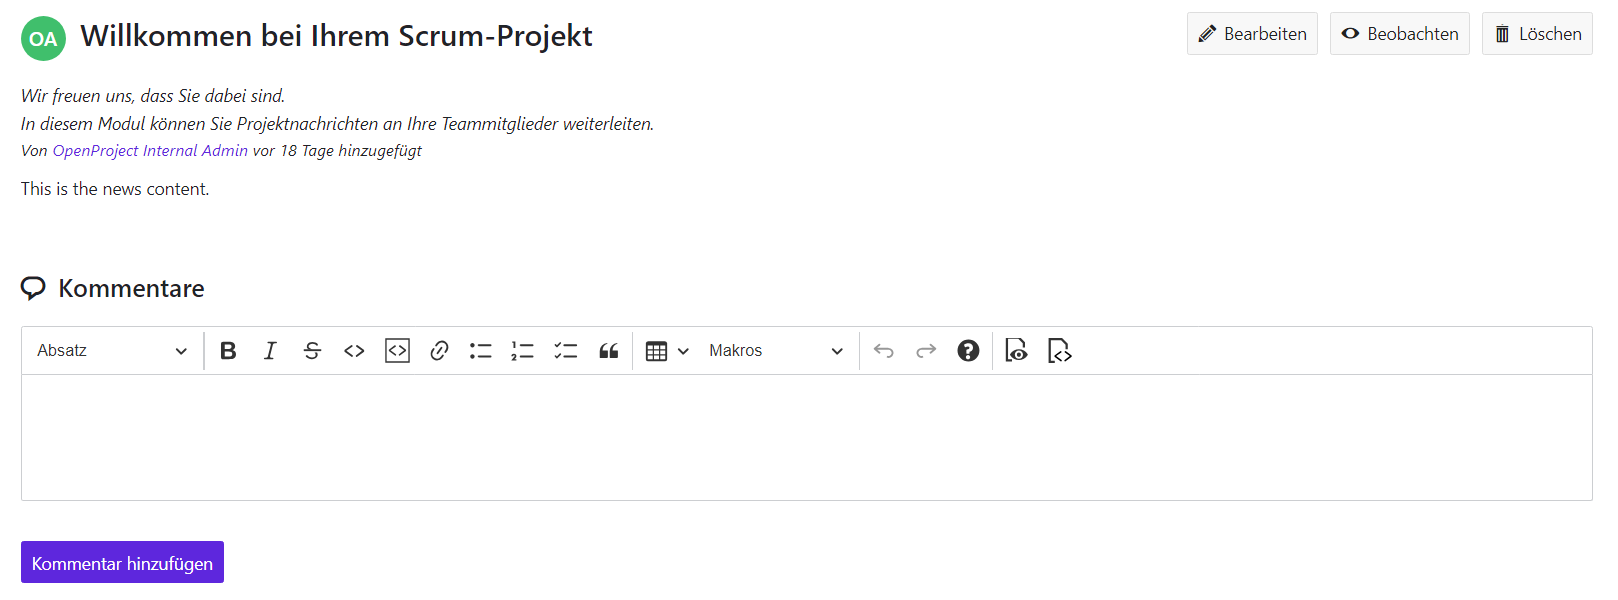 OA Willkommen bei Ihrem Scrum-Projekt
Bearbeiten Beobachten Löschen
Wir freuen uns, dass Sie dabei sind.
In diesem Modul können Sie Projektnachrichten an Ihre Teammitglieder weiterleiten.
Von OpenProject Internal Admin vor 18 Tage hinzugefügt
This is the news content.
Kommentare
Absatz Makros
Kommentar hinzufügen